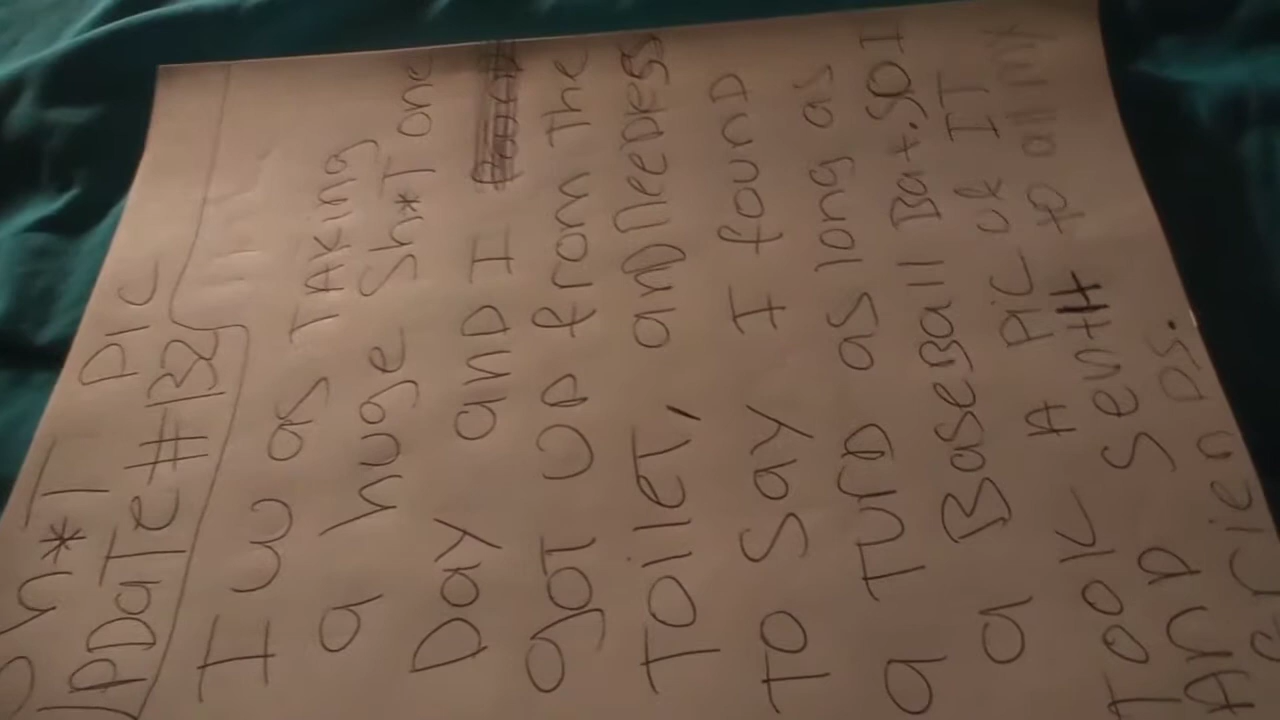 Sh*T PIC
UPDaTe #132
I was TAKING
a huge Sh*T one
Day and I
got up from The
Toilet, and Needless
To Say I found
a Turd as long as
a Baseball Bat. So I
Took A PIC of IT
And Sent to all my
friends.